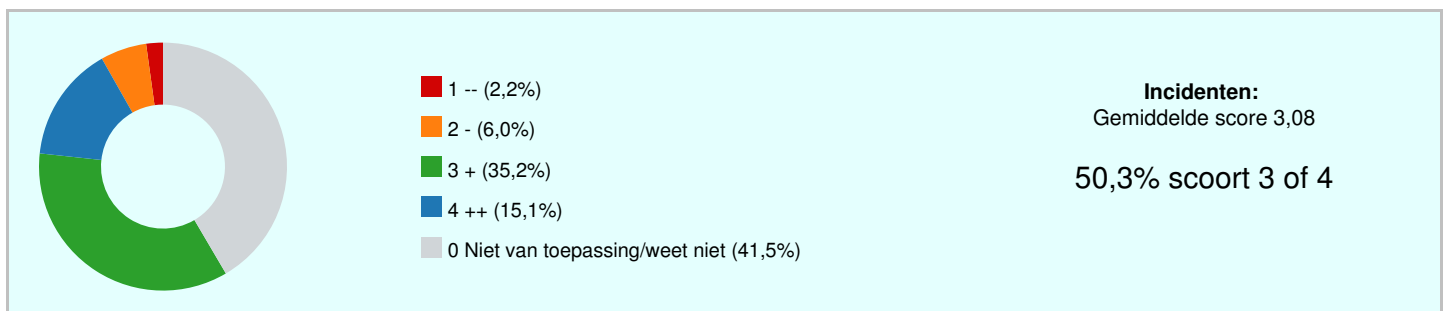 1 -- (2,2%)
2 - (6,0%)
3 + (35,2%)
4 ++ (15,1%)
0 Niet van toepassing/weet niet (41,5%)
Incidenten:
Gemiddelde score 3,08
50,3% scoort 3 of 4